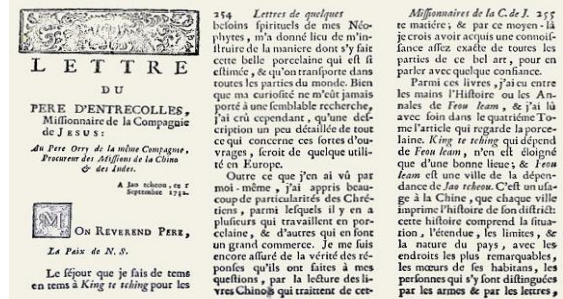 LETTRE
DU
PERE D'ENTRECOLLES,
Missionnaire de la Compagnie
de JESUS:
Au Pere Orry de la même Compagnie,
Procureur des Missions de la Chine
& des Indes.
A Jao tcheou, ce 1
Septembre 1712.
MON REVEREND PERE,
La Paix de N. S.
Le séjour que je fais de tems
en tems à King te tching pour les
254 Lettres de quelques
besoins spirituels de mes Néo-
phytes, m'a donné lieu de m'in-
struire de la maniere dont s'y fait
cette belle porcelaine qui est si
estimée, & qu'on transporte dans
toutes les parties du monde. Bien
que ma curiosité ne m'eût jamais
porté à une semblable recherche,
j'ai crû cependant, qu'une des-
cription un peu détaillée de tout
ce qui concerne ces sortes d'ou-
vrages, seroit de quelque utili-
té en Europe.
Outre ce que j'en ai vû par
moi-même, j'ai appris beau-
coup de particularités des Chré-
tiens, parmi lesquels il y en a
plusieurs qui travaillent en por-
celaine, & d'autres qui en font
un grand commerce. Je me suis
encore assuré de la vérité des ré-
ponses qu'ils ont faites à mes
questions, par la lecture des li-
vres Chinois qui traittent de cet-
Missionnaires de la C. de J. 255
te matiére; & par ce moyen-là
je crois avoir acquis une connois-
sance assez exacte de toutes les
parties de ce bel art, pour en
parler avec quelque confiance.
Parmi ces livres, j'ai eu entre
les mains l'Histoire ou les An-
nales de Feou leam, & j'ai lû
avec soin dans le quatriéme To-
me l'article qui regarde la porce-
laine. King te tching qui dépend
de Feou leam, n'en est éloigné
que d'une bonne lieue; & Feou
leam est une ville de la dépen-
dance de Jao tcheou. C'est un usa-
ge à la Chine, que chaque ville
imprime l'histoire de son district:
cette histoire comprend la situa-
tion, l'étendue, les limites, &
la nature du pays, avec les
endroits les plus remarquables,
les mœurs de ses habitans, les
personnes qui s'y sont distinguées
par les armes & par les lettres,